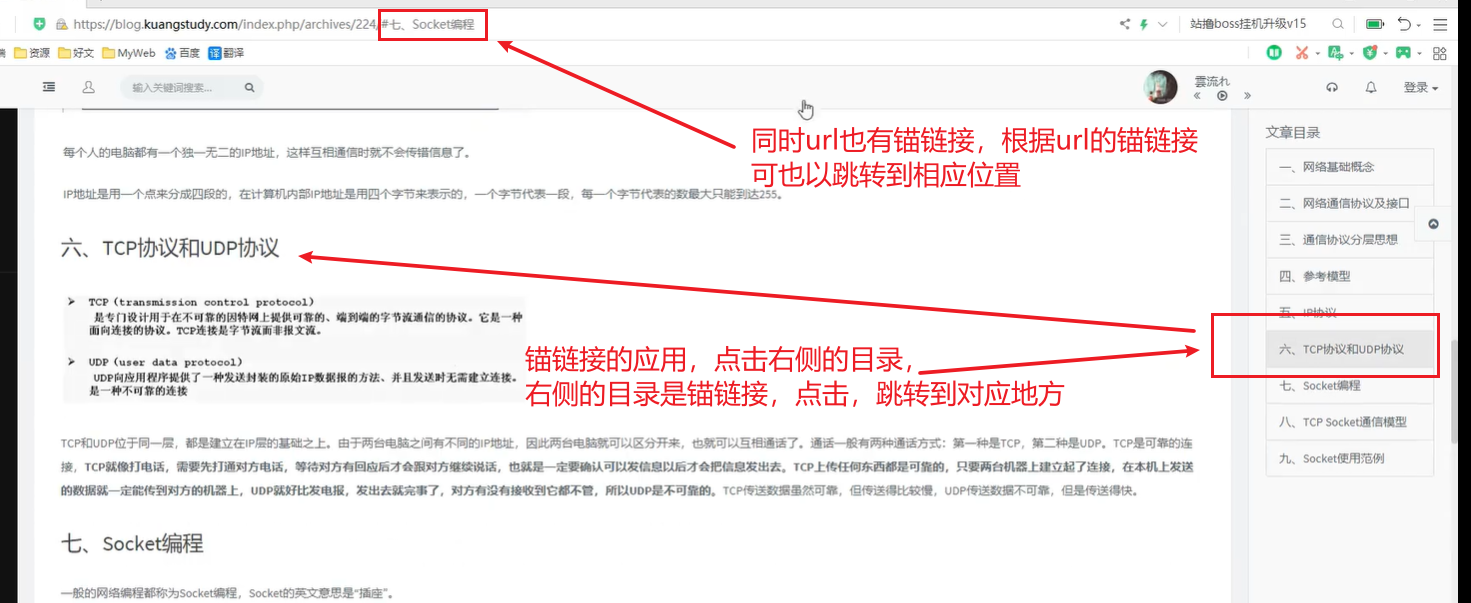 https://blog.kuangstudy.com/index.php/archives/224/#七、Socket编程
站撸boss挂机升级v15
资源 好文 MyWeb 百度 译 翻译
输入关键词搜索...
雲流れ
登录
同时url也有锚链接，根据url的锚链接
可也以跳转到相应位置
每个人的电脑都有一个独一无二的IP地址，这样互相通信时就不会传错信息了。
IP地址是用一个点来分成四段的，在计算机内部IP地址是用四个字节来表示的，一个字节代表一段，每一个字节代表的数最大只能到达255。
六、TCP协议和UDP协议
TCP（transmission control protocol）
是专门设计用于在不可靠的因特网上提供可靠的、端到端的字节流通信的协议。它是一种
面向连接的协议。TCP连接是字节流而非报文流。
UDP（user data protocol）
UDP向应用程序提供了一种发送封装的原始IP数据报的方法、并且发送时无需建立连接。
是一种不可靠的连接
锚链接的应用，点击右侧的目录，
右侧的目录是锚链接，点击，跳转到对应地方
TCP和UDP位于同一层，都是建立在IP层的基础之上。由于两台电脑之间有不同的IP地址，因此两台电脑就可以区分开来，也就可以互相通话了。通话一般有两种通话方式：第一种是TCP，第二种是UDP。TCP是可靠的连
接，TCP就像打电话，需要先打通对方电话，等待对方有回应后才会跟对方继续说话，也就是一定要确认可以发信息以后才会把信息发出去。TCP上传任何东西都是可靠的，只要两台机器上建立起了连接，在本机上发送
的数据就一定能传到对方的机器上，UDP就好比发电报，发出去就完事了，对方有没有接收到它都不管，所以UDP是不可靠的。TCP传送数据虽然可靠，但传送得比较慢，UDP传送数据不可靠，但是传送得快。
七、Socket编程
一般的网络编程都称为Socket编程，Socket的英文意思是“插座”。
文章目录
一、网络基础概念
二、网络通信协议及接口
三、通信协议分层思想
四、参考模型
五、IP协议
六、TCP协议和UDP协议
七、Socket编程
八、TCP Socket通信模型
九、Socket使用范例